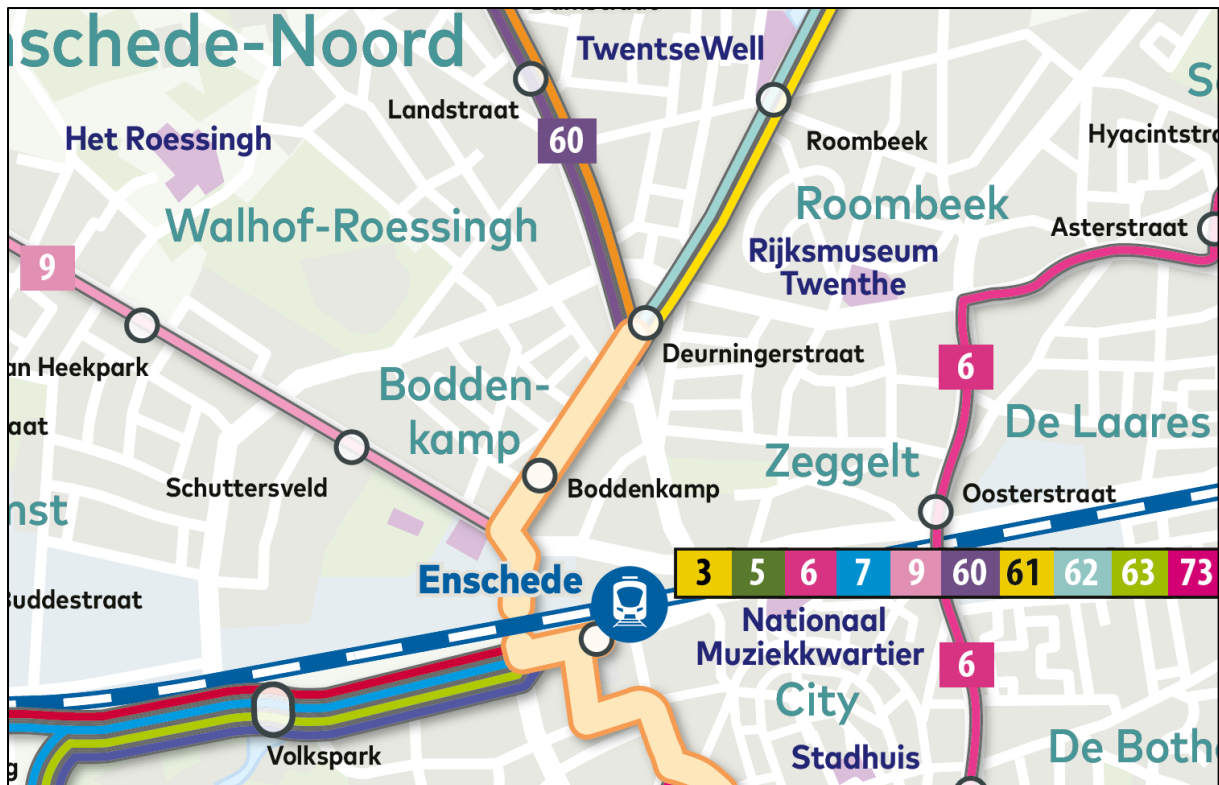 nschede-Noord
TwentseWell
Landstraat
60
Het Roessingh
Roombeek
Hyacintstra
Walhof-Roessingh
Roombeek
Asterstraat
Rijksmuseum
Twenthe
9
an Heekpark
Deurningerstraat
6
Bodden-
kamp
aat
De Laares
Zeggelt
Schuttersveld
Boddenkamp
Oosterstraat
nst
Enschede
3 5 6 7 9 60 61 62 63 73
Buddestraat
Nationaal
Muziekkwartier
6
City
Volkspark
Stadhuis
De Both
g